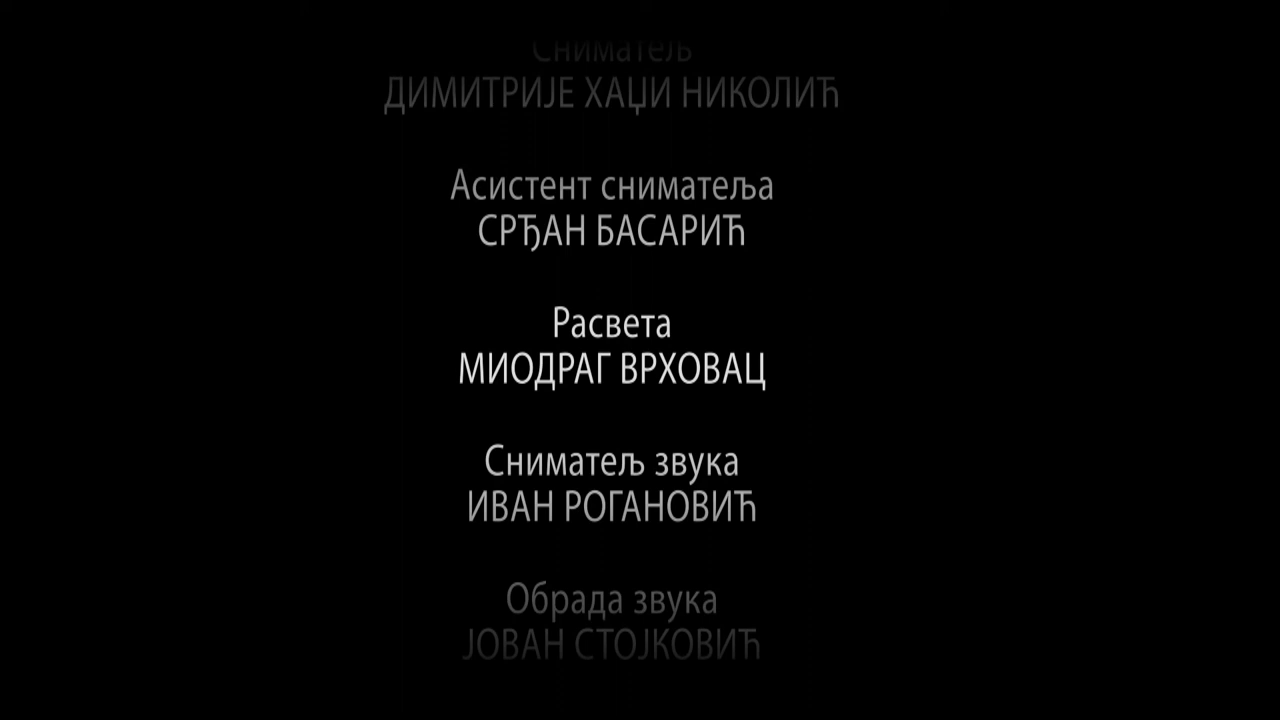 Сниматељ
ДИМИТРИЈЕ ХАЏИ НИКОЛИЋ
Асистент сниматеља
СРЂАН БАСАРИЋ
Расвета
МИОДРАГ ВРХОВАЦ
Сниматељ звука
ИВАН РОГАНОВИЋ
Обрада звука
ЈОВАН СТОЈКОВИЋ